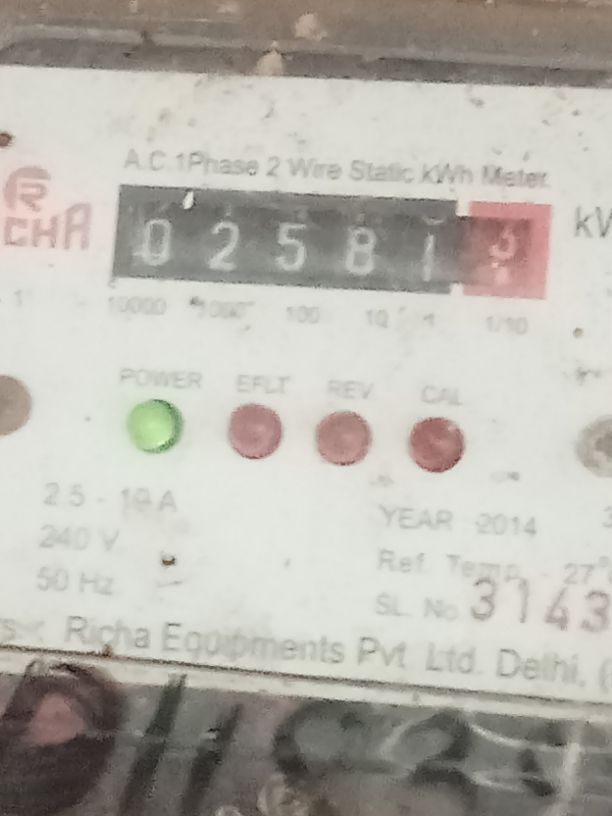 A.C.1Phase 2 Wire Static kWh Meter
RICHA
0 2 5 8 1 3
10000 1000 100 10 1 1/10
POWER EFLT REV CAL
2.5 - 10 A
240 V
50 Hz
YEAR 2014
Ref. Temp. - 27°
SL. No 3143
Richa Equipments Pvt. Ltd. Delhi,